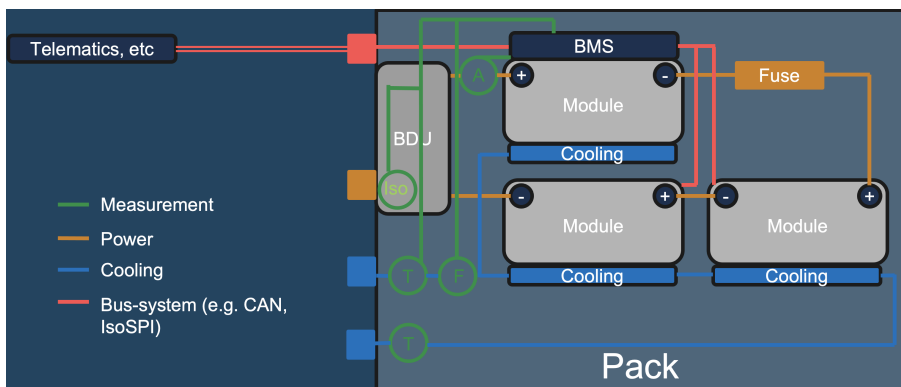 Telematics, etc
BMS
A
+
-
Fuse
Module
BDU
Cooling
Iso
-
+
-
+
Measurement
Module
Module
Power
Cooling
T
F
Cooling
Cooling
Bus-system (e.g. CAN,
IsoSPI)
T
Pack